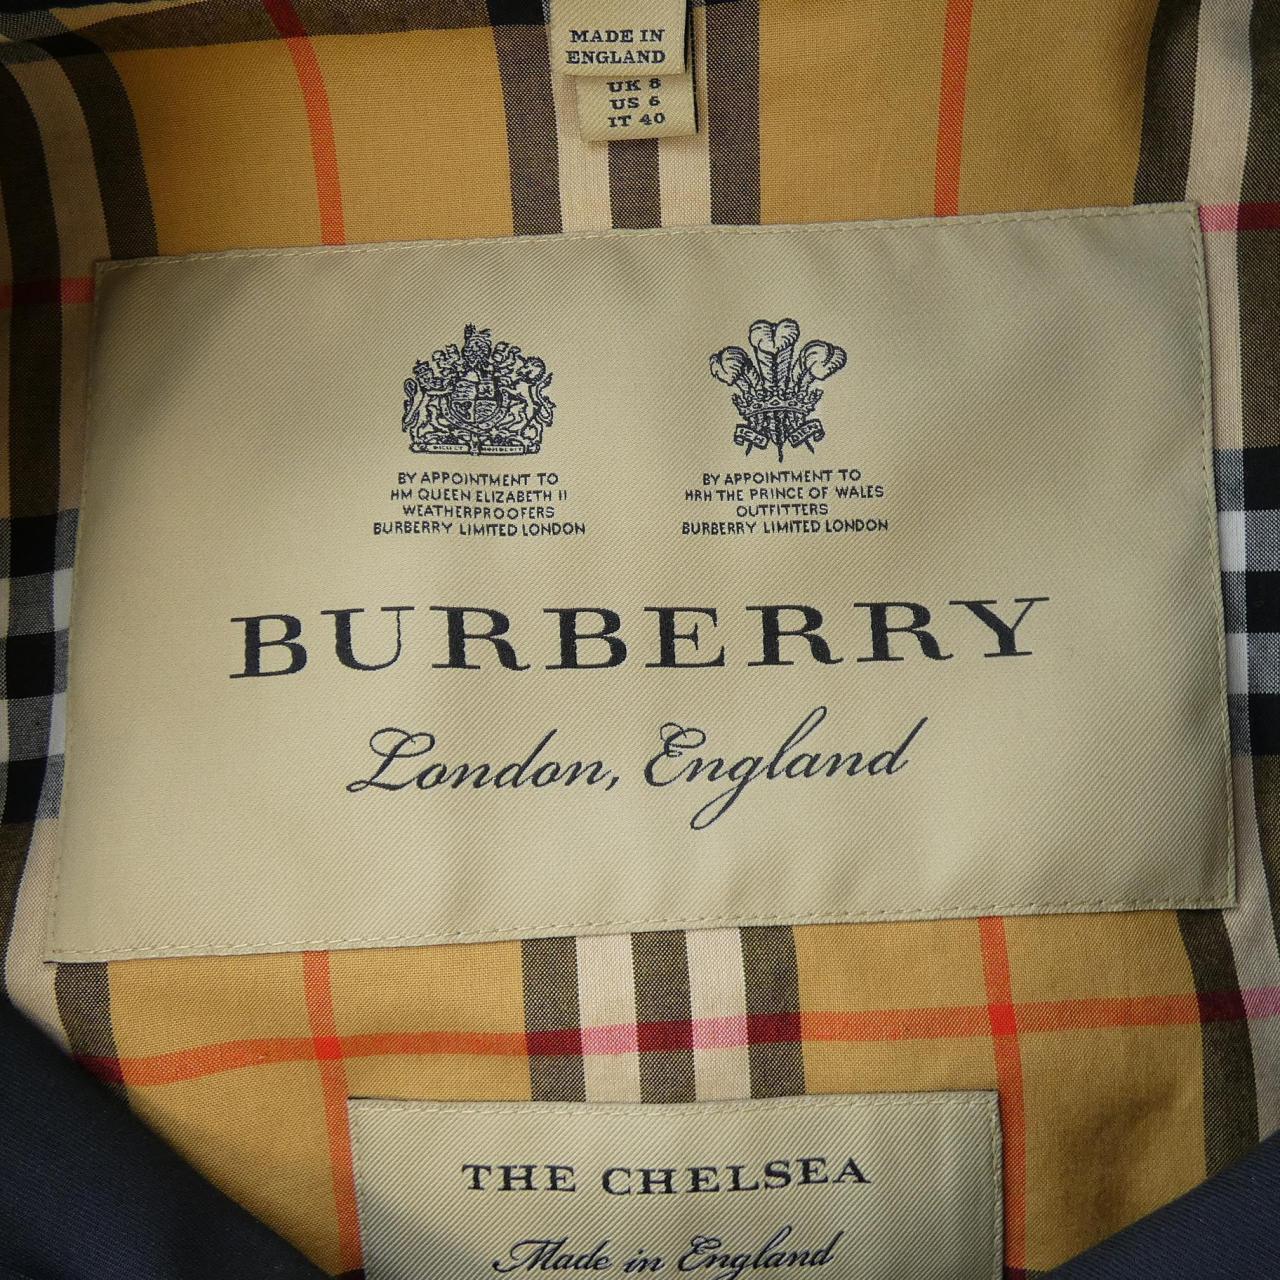 MADE IN
ENGLAND
UK 8
US 6
IT 40
BY APPOINTMENT TO
HM QUEEN ELIZABETH II
WEATHERPROOFERS
BURBERRY LIMITED LONDON
BY APPOINTMENT TO
HRH THE PRINCE OF WALES
OUTFITTERS
BURBERRY LIMITED LONDON
BURBERRY
London, England
THE CHELSEA
Made in England